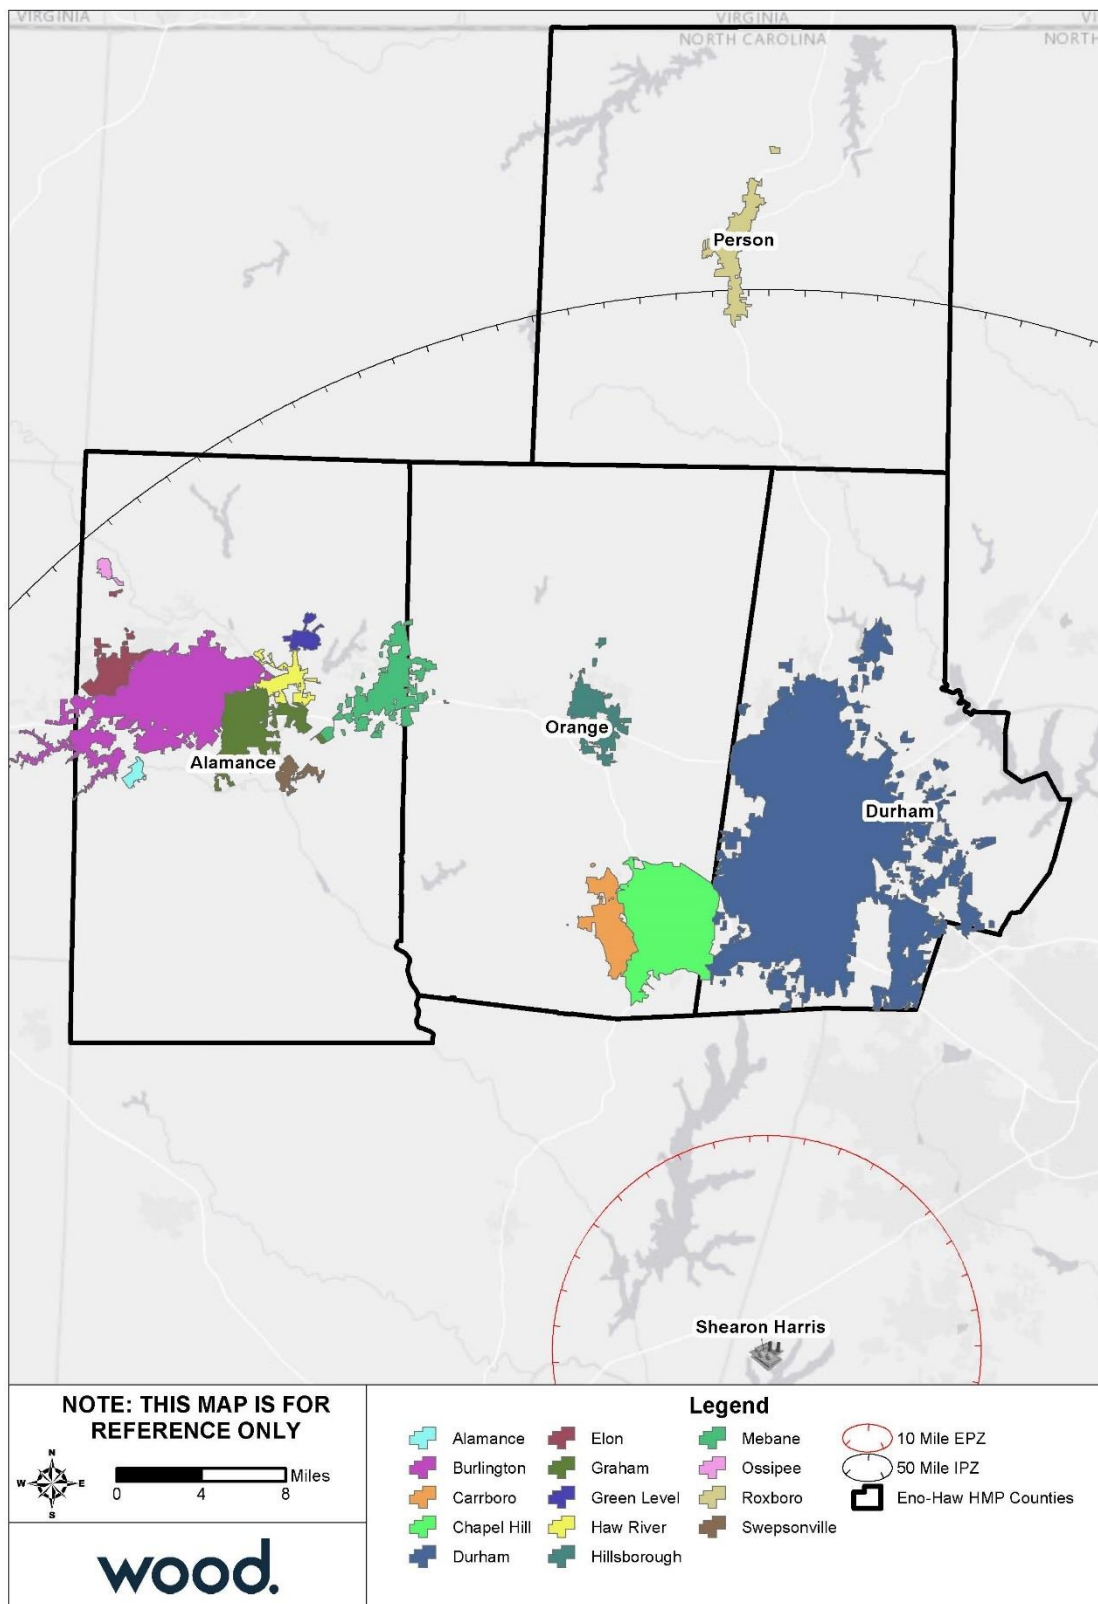 VIRGINIA
VIRGINIA
VI
NORTH CAROLINA
NORTH
Person
Orange
Alamance
Durham
Shearon Harris
NOTE: THIS MAP IS FOR
REFERENCE ONLY
N
W
E
S
0
4
8
Miles
wood.
Legend
Alamance
Burlington
Carrboro
Chapel Hill
Durham
Elon
Graham
Green Level
Haw River
Hillsborough
Mebane
Ossipee
Roxboro
Swepsonville
10 Mile EPZ
50 Mile IPZ
Eno-Haw HMP Counties